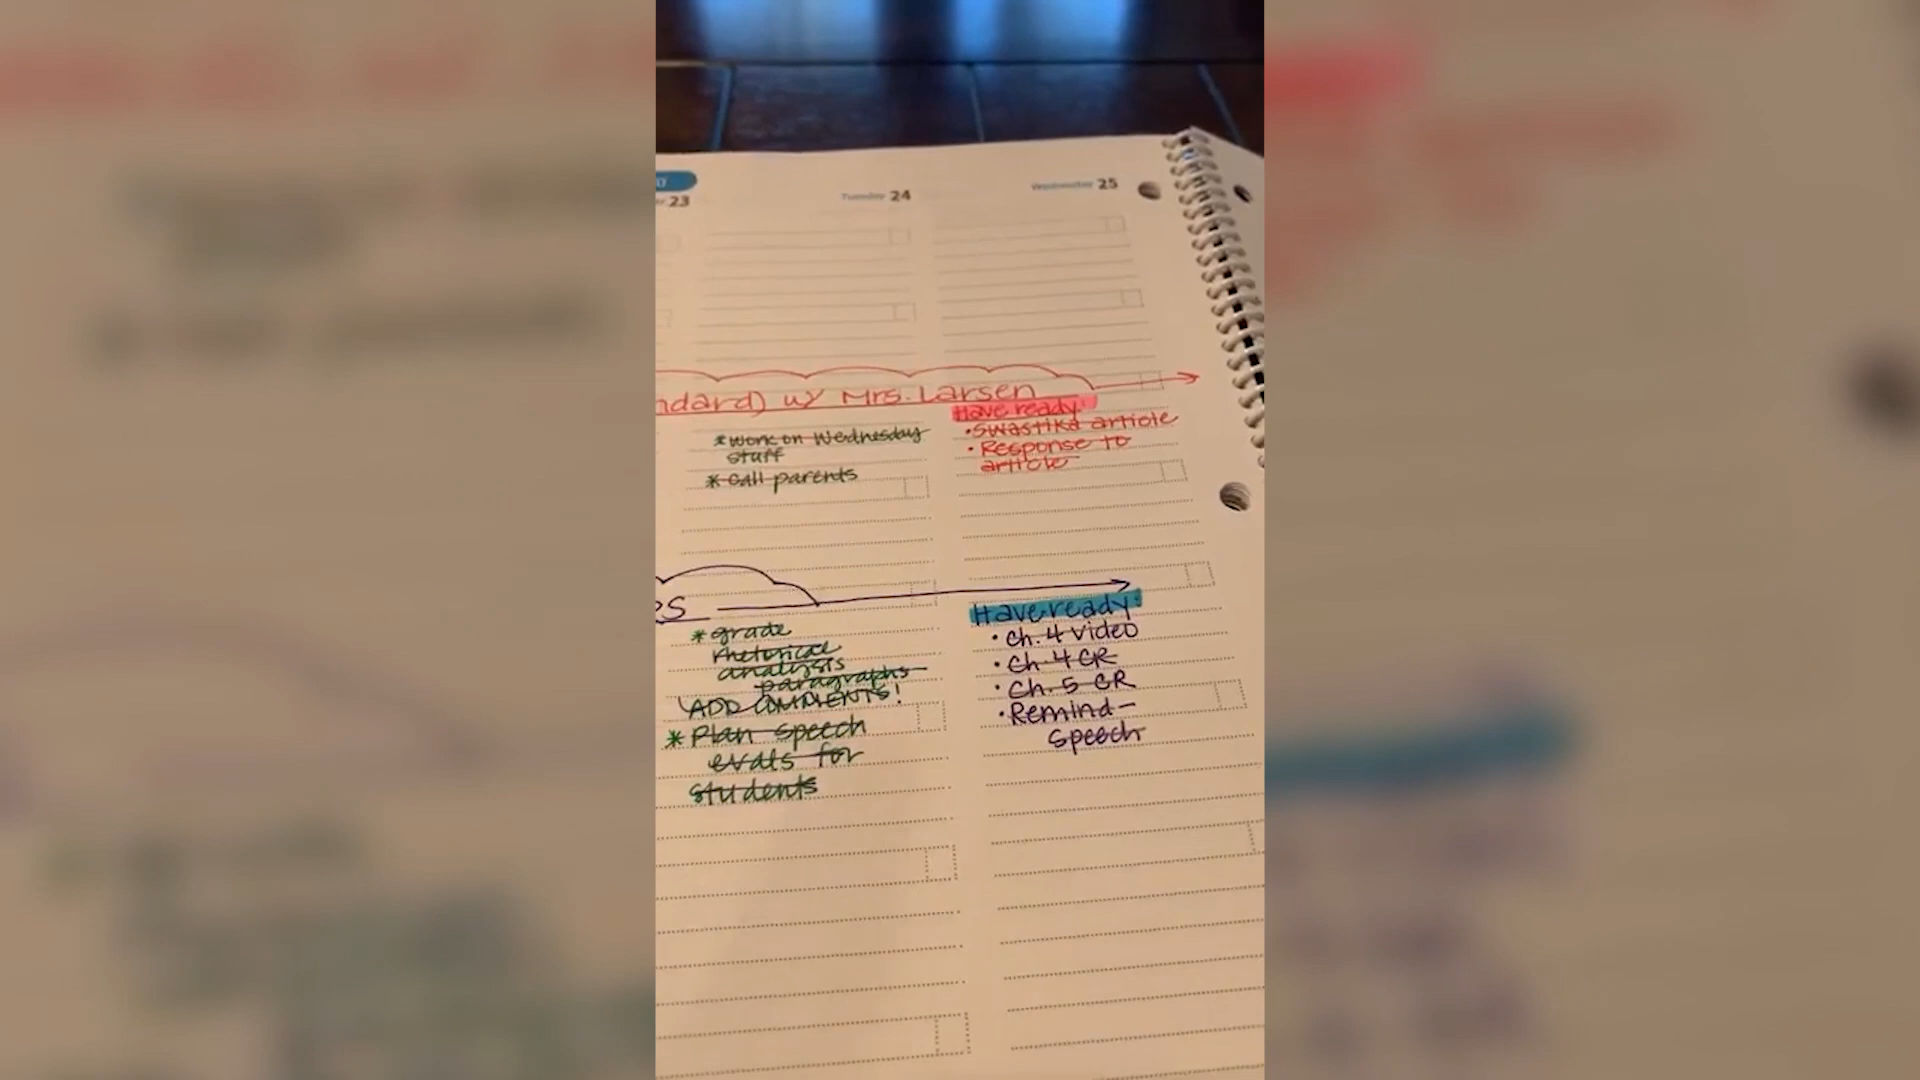 23
Tuesday 24
Wednesday 25
ndard) w/ Mrs. Larsen
* Work on Wednesday
stuff
* Call parents
Have ready:
• Swastika article
• Response to
article
es
* grade
rhetorical
analysis
paragraphs
ADD COMMENTS!
* Plan speech
evals for
students
Have ready:
• Ch. 4 Video
• Ch. 4 CR
• Ch. 5 CR
• Remind-
speech